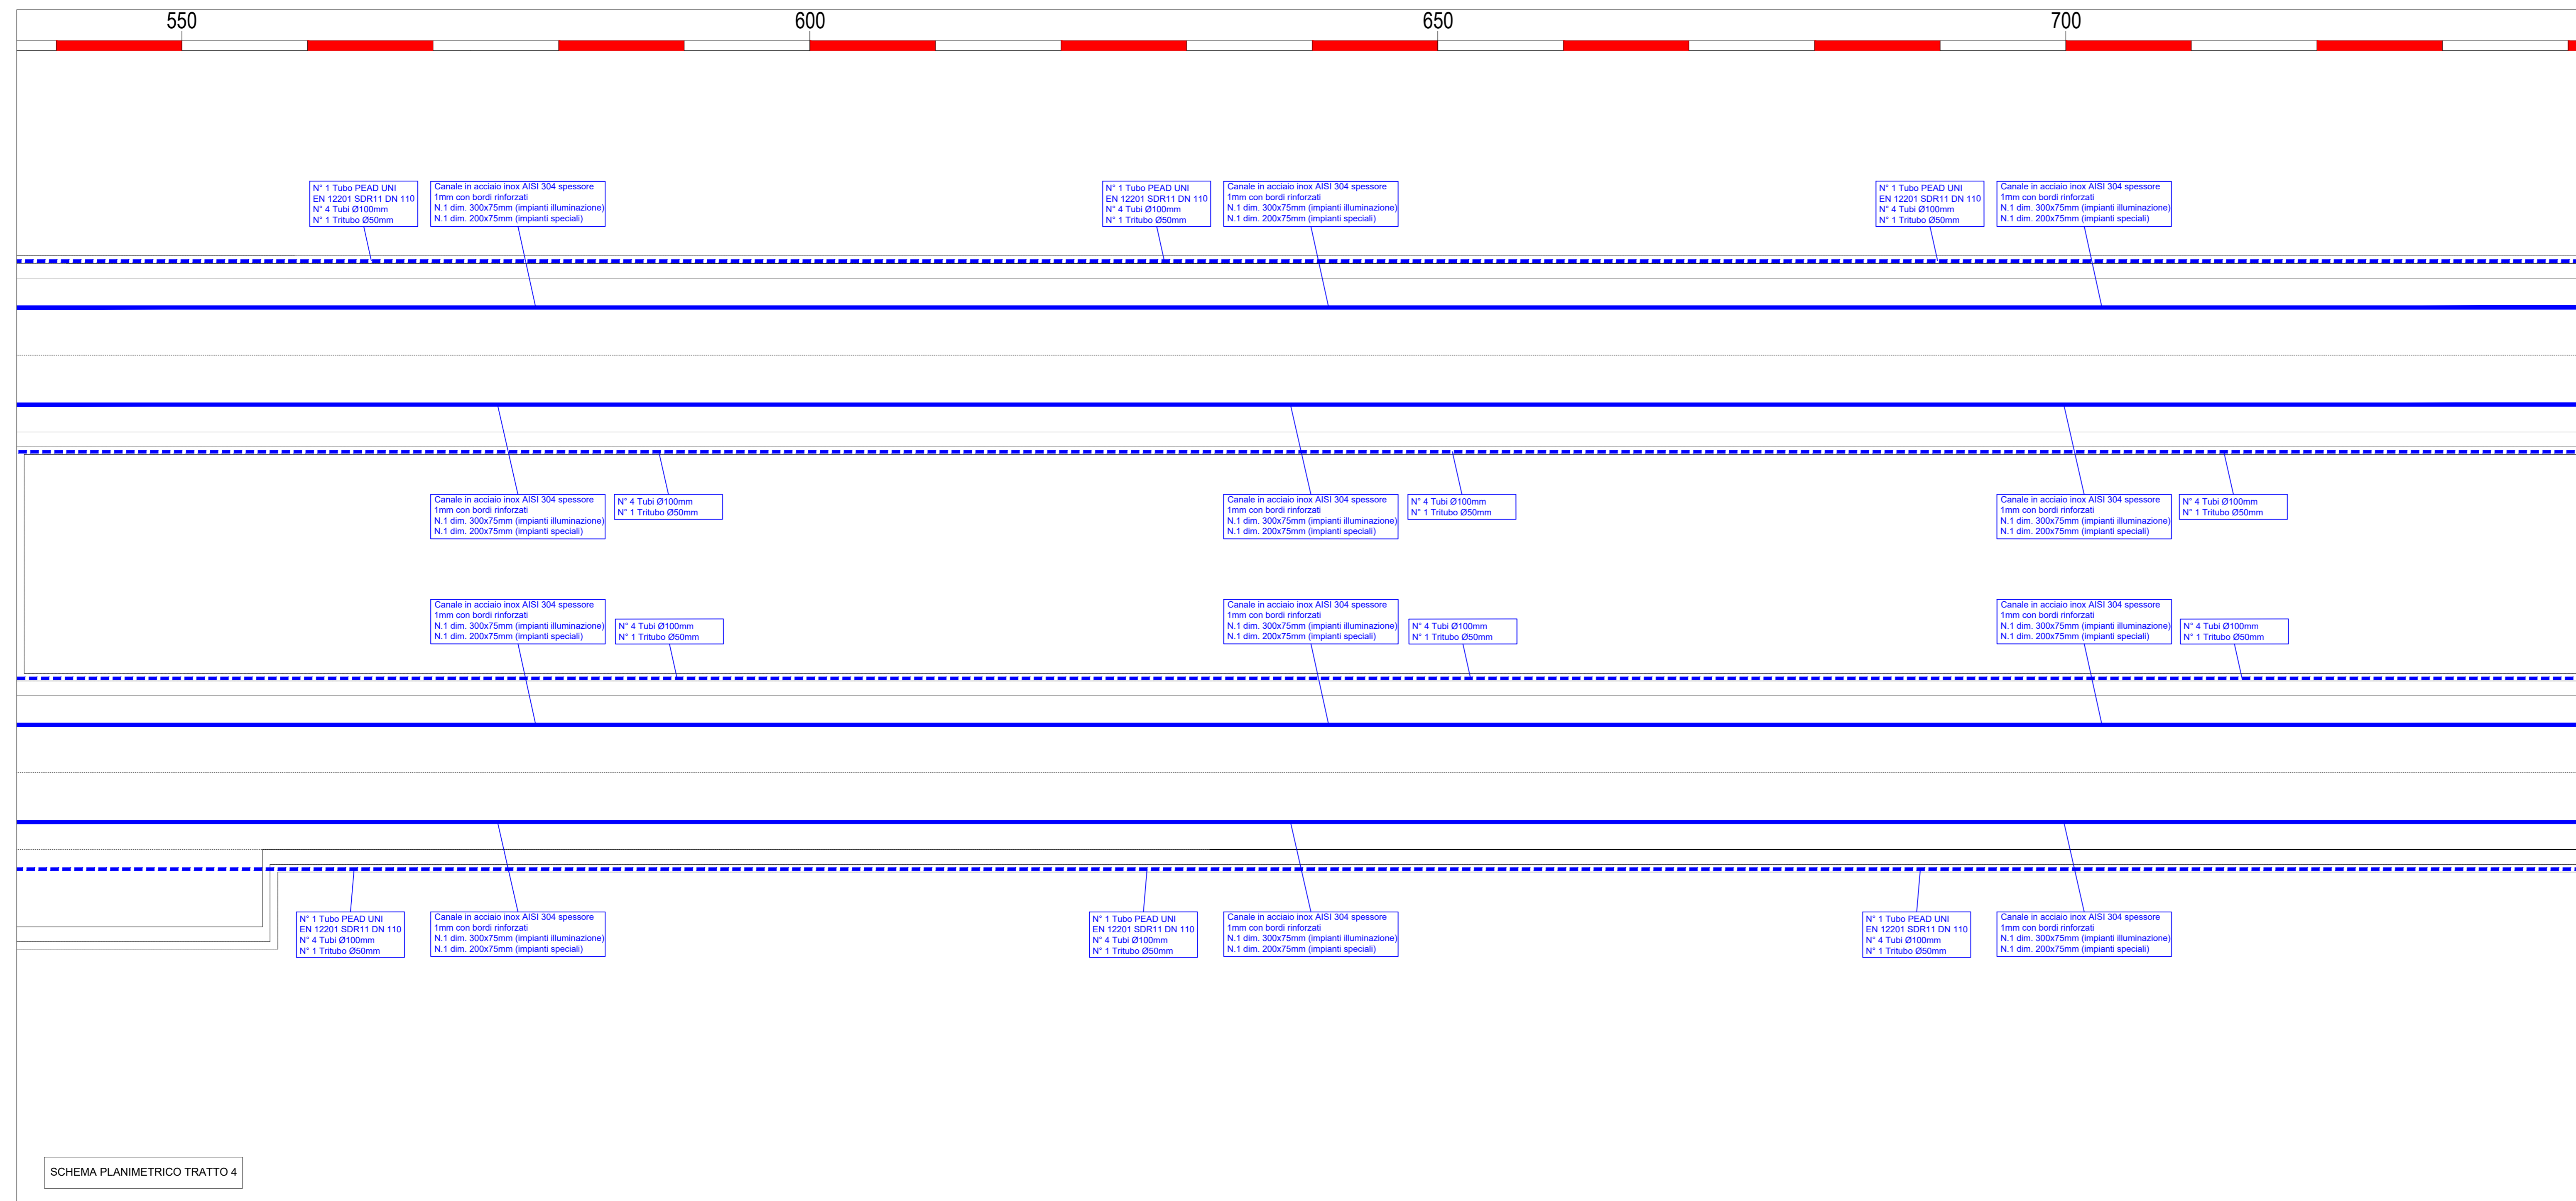 550
600
650
700
N° 1 Tubo PEAD UNI
EN 12201 SDR11 DN 110
N° 4 Tubi Ø100mm
N° 1 Tritubo Ø50mm
Canale in acciaio inox AISI 304 spessore
1mm con bordi rinforzati
N.1 dim. 300x75mm (impianti illuminazione)
N.1 dim. 200x75mm (impianti speciali)
N° 1 Tubo PEAD UNI
EN 12201 SDR11 DN 110
N° 4 Tubi Ø100mm
N° 1 Tritubo Ø50mm
Canale in acciaio inox AISI 304 spessore
1mm con bordi rinforzati
N.1 dim. 300x75mm (impianti illuminazione)
N.1 dim. 200x75mm (impianti speciali)
N° 1 Tubo PEAD UNI
EN 12201 SDR11 DN 110
N° 4 Tubi Ø100mm
N° 1 Tritubo Ø50mm
Canale in acciaio inox AISI 304 spessore
1mm con bordi rinforzati
N.1 dim. 300x75mm (impianti illuminazione)
N.1 dim. 200x75mm (impianti speciali)
Canale in acciaio inox AISI 304 spessore
1mm con bordi rinforzati
N.1 dim. 300x75mm (impianti illuminazione)
N.1 dim. 200x75mm (impianti speciali)
N° 4 Tubi Ø100mm
N° 1 Tritubo Ø50mm
Canale in acciaio inox AISI 304 spessore
1mm con bordi rinforzati
N.1 dim. 300x75mm (impianti illuminazione)
N.1 dim. 200x75mm (impianti speciali)
N° 4 Tubi Ø100mm
N° 1 Tritubo Ø50mm
Canale in acciaio inox AISI 304 spessore
1mm con bordi rinforzati
N.1 dim. 300x75mm (impianti illuminazione)
N.1 dim. 200x75mm (impianti speciali)
N° 4 Tubi Ø100mm
N° 1 Tritubo Ø50mm
Canale in acciaio inox AISI 304 spessore
1mm con bordi rinforzati
N.1 dim. 300x75mm (impianti illuminazione)
N.1 dim. 200x75mm (impianti speciali)
N° 4 Tubi Ø100mm
N° 1 Tritubo Ø50mm
Canale in acciaio inox AISI 304 spessore
1mm con bordi rinforzati
N.1 dim. 300x75mm (impianti illuminazione)
N.1 dim. 200x75mm (impianti speciali)
N° 4 Tubi Ø100mm
N° 1 Tritubo Ø50mm
Canale in acciaio inox AISI 304 spessore
1mm con bordi rinforzati
N.1 dim. 300x75mm (impianti illuminazione)
N.1 dim. 200x75mm (impianti speciali)
N° 4 Tubi Ø100mm
N° 1 Tritubo Ø50mm
N° 1 Tubo PEAD UNI
EN 12201 SDR11 DN 110
N° 4 Tubi Ø100mm
N° 1 Tritubo Ø50mm
Canale in acciaio inox AISI 304 spessore
1mm con bordi rinforzati
N.1 dim. 300x75mm (impianti illuminazione)
N.1 dim. 200x75mm (impianti speciali)
N° 1 Tubo PEAD UNI
EN 12201 SDR11 DN 110
N° 4 Tubi Ø100mm
N° 1 Tritubo Ø50mm
Canale in acciaio inox AISI 304 spessore
1mm con bordi rinforzati
N.1 dim. 300x75mm (impianti illuminazione)
N.1 dim. 200x75mm (impianti speciali)
N° 1 Tubo PEAD UNI
EN 12201 SDR11 DN 110
N° 4 Tubi Ø100mm
N° 1 Tritubo Ø50mm
Canale in acciaio inox AISI 304 spessore
1mm con bordi rinforzati
N.1 dim. 300x75mm (impianti illuminazione)
N.1 dim. 200x75mm (impianti speciali)
SCHEMA PLANIMETRICO TRATTO 4